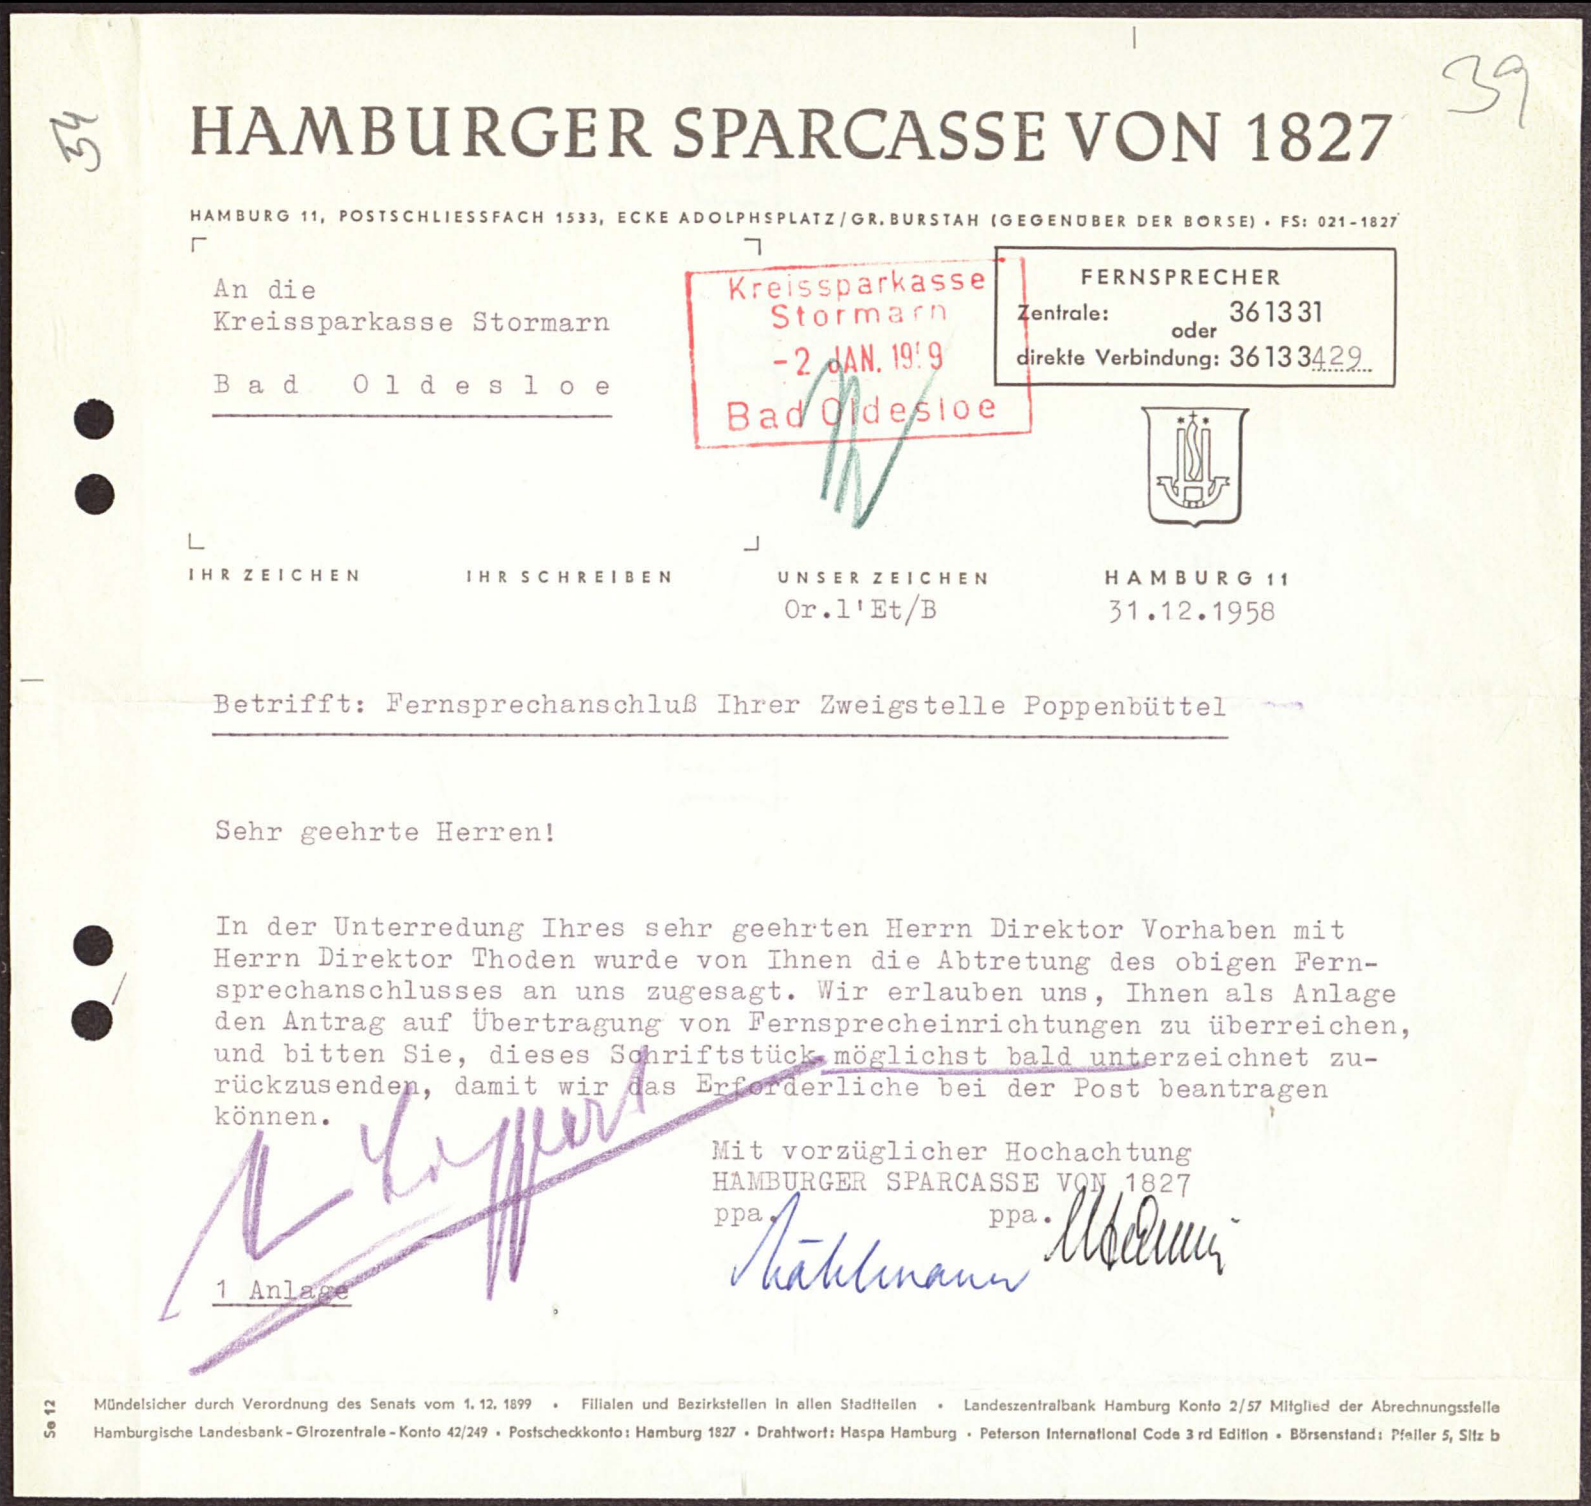 39
54
HAMBURGER SPARCASSE VON 1827
HAMBURG 11, POSTSCHLIESSFACH 1533, ECKE ADOLPHSPLATZ/GR. BURSTAH (GEGENÜBER DER BÖRSE) • FS: 021-1827
An die
Kreissparkasse Stormarn
Bad Oldesloe
Kreissparkasse
Stormarn
-2. JAN. 1959
Bad Oldesloe
FERNSPRECHER
Zentrale: 36 13 31
oder
direkte Verbindung: 36 13 3429
IHR ZEICHEN IHR SCHREIBEN UNSER ZEICHEN HAMBURG 11
Or.l'Et/B 31.12.1958
Betrifft: Fernsprechanschluß Ihrer Zweigstelle Poppenbüttel
Sehr geehrte Herren!
In der Unterredung Ihres sehr geehrten Herrn Direktor Vorhaben mit
Herrn Direktor Thoden wurde von Ihnen die Abtretung des obigen Fern-
sprechanschlusses an uns zugesagt. Wir erlauben uns, Ihnen als Anlage
den Antrag auf Übertragung von Fernsprecheinrichtungen zu überreichen,
und bitten Sie, dieses Schriftstück möglichst bald unterzeichnet zu-
rückzusenden, damit wir das Erforderliche bei der Post beantragen
können.
Mit vorzüglicher Hochachtung
HAMBURGER SPARCASSE VON 1827
ppa. ppa.
1 Anlage
Se 12
Mündelsicher durch Verordnung des Senats vom 1. 12. 1899 • Filialen und Bezirkstellen in allen Stadtteilen • Landeszentralbank Hamburg Konto 2/57 Mitglied der Abrechnungsstelle
Hamburgische Landesbank - Girozentrale - Konto 42/249 • Postscheckkonto: Hamburg 1827 • Drahtwort: Haspa Hamburg • Peterson International Code 3 rd Edition • Börsenstand: Pfeiler 5, Sitz b